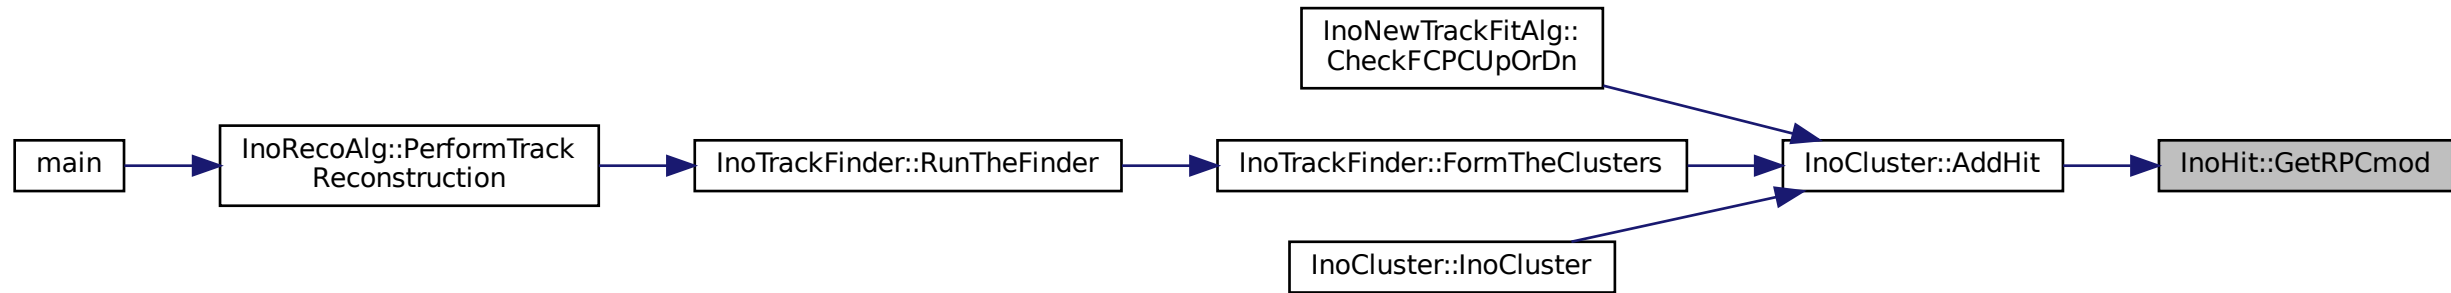 InoNewTrackFitAlg::
CheckFCPCUpOrDn
main
InoRecoAlg::PerformTrack
Reconstruction
InoTrackFinder::RunTheFinder
InoTrackFinder::FormTheClusters
InoCluster::AddHit
InoHit::GetRPCmod
InoCluster::InoCluster